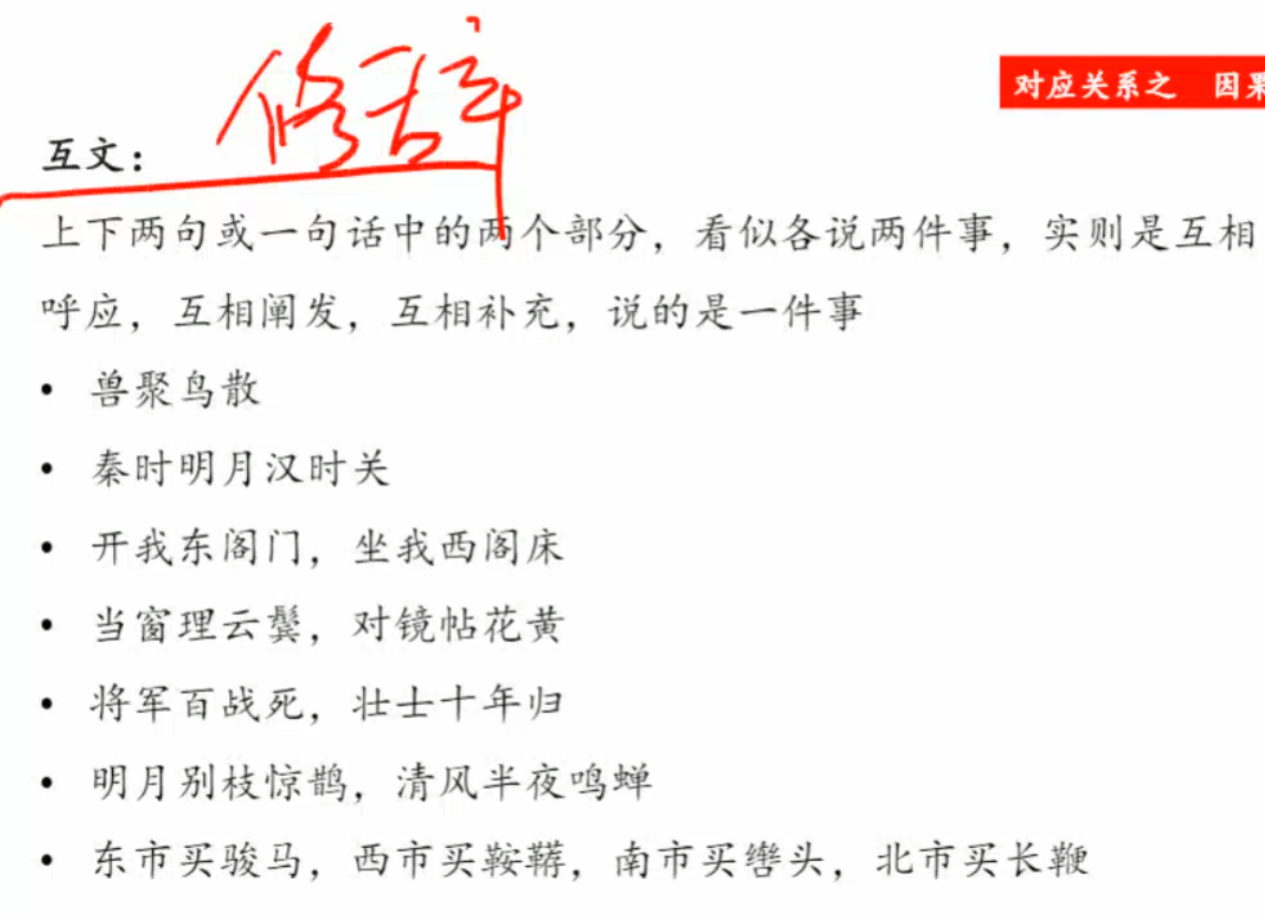 修辞
对应关系之 因果
互文：
上下两句或一句话中的两个部分，看似各说两件事，实则是互相
呼应，互相阐发，互相补充，说的是一件事
• 兽聚鸟散
• 秦时明月汉时关
• 开我东阁门，坐我西阁床
• 当窗理云鬓，对镜帖花黄
• 将军百战死，壮士十年归
• 明月别枝惊鹊，清风半夜鸣蝉
• 东市买骏马，西市买鞍鞯，南市买辔头，北市买长鞭